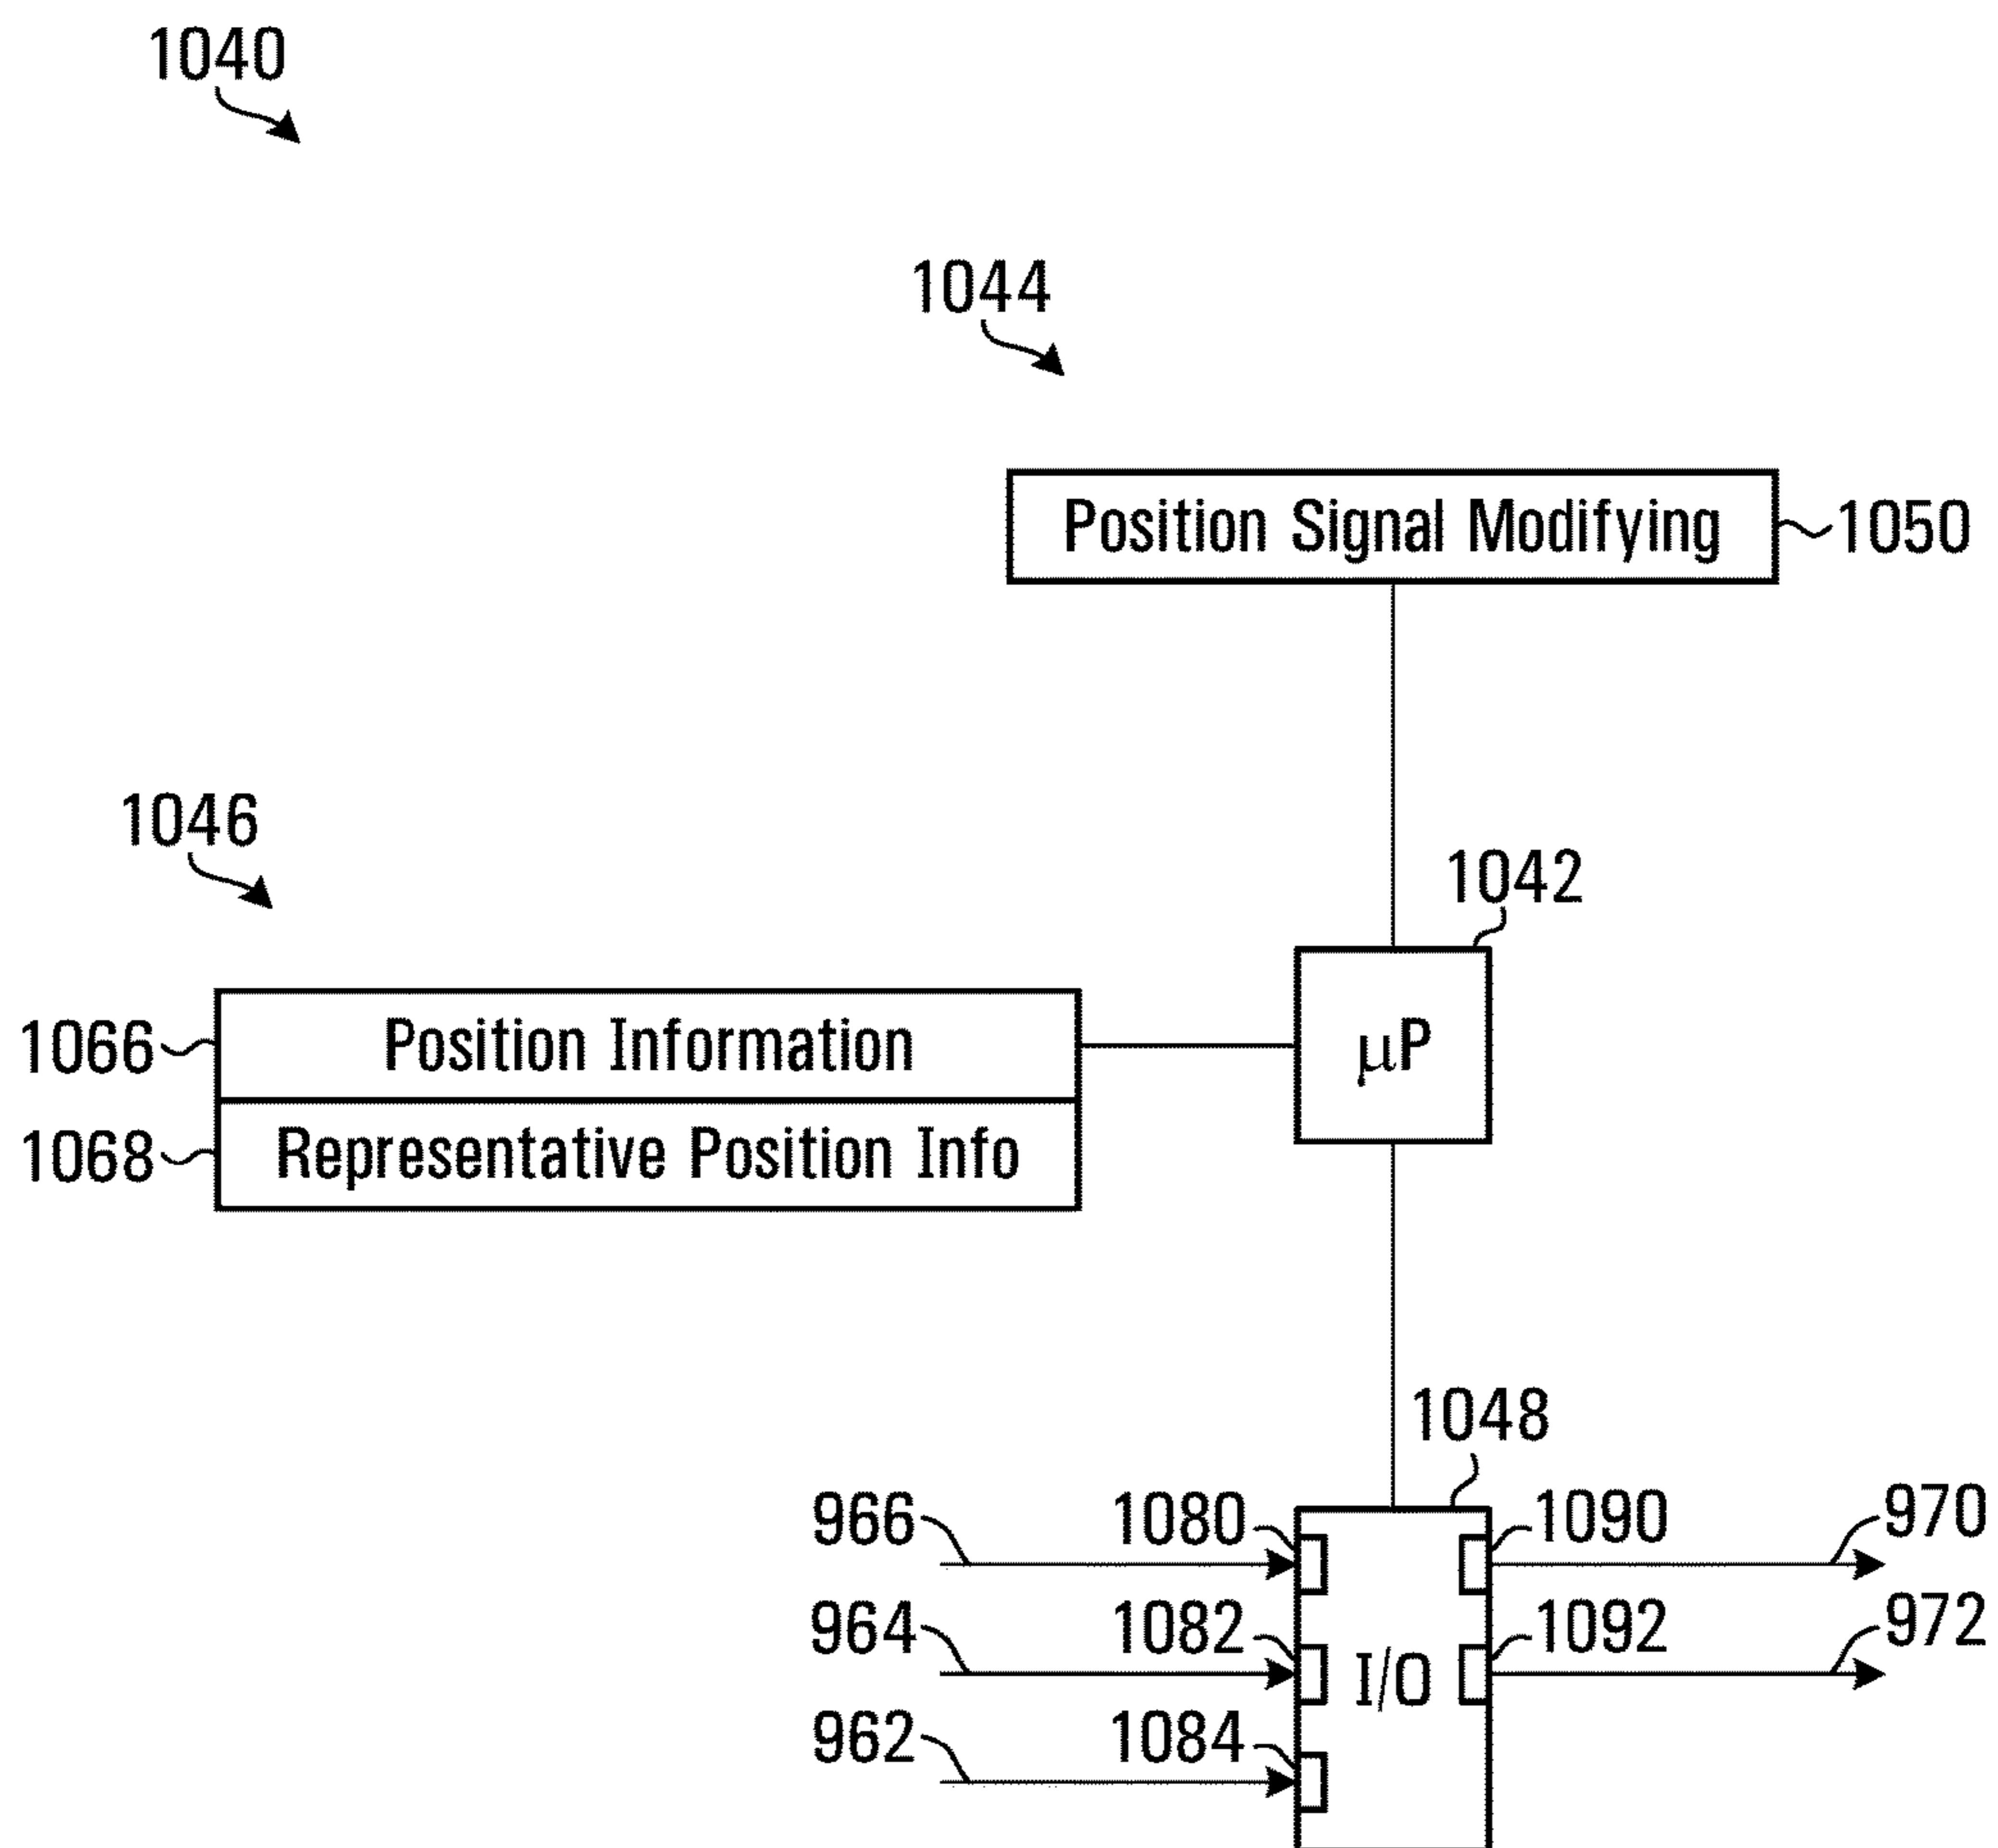 1040
1044
Position Signal Modifying 1050
1046
1042
1066 Position Information
µP
1068 Representative Position Info
1048
966 1080 1090 970
964 1082 I/O 1092 972
962 1084